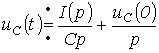 u_C(t) ≓ I(p)/Cp + u_C(0)/p